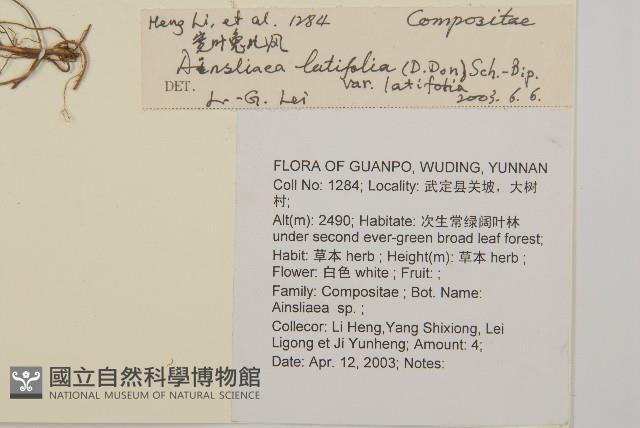 Heng Li, et al. 1284 Compositae
宽叶兔儿风
Ainsliaea latifolia (D. Don) Sch.-Bip.
var. latifolia
DET. Li-G. Lei 2003. 6. 6.
FLORA OF GUANPO, WUDING, YUNNAN
Coll No: 1284; Locality: 武定县关坡，大树
村;
Alt(m): 2490; Habitate: 次生常绿阔叶林
under second ever-green broad leaf forest;
Habit: 草本 herb ; Height(m): 草本 herb ;
Flower: 白色 white ; Fruit: ;
Family: Compositae ; Bot. Name:
Ainsliaea sp. ;
Collecor: Li Heng,Yang Shixiong, Lei
Ligong et Ji Yunheng; Amount: 4;
Date: Apr. 12, 2003; Notes:
國立自然科學博物館
NATIONAL MUSEUM OF NATURAL SCIENCE